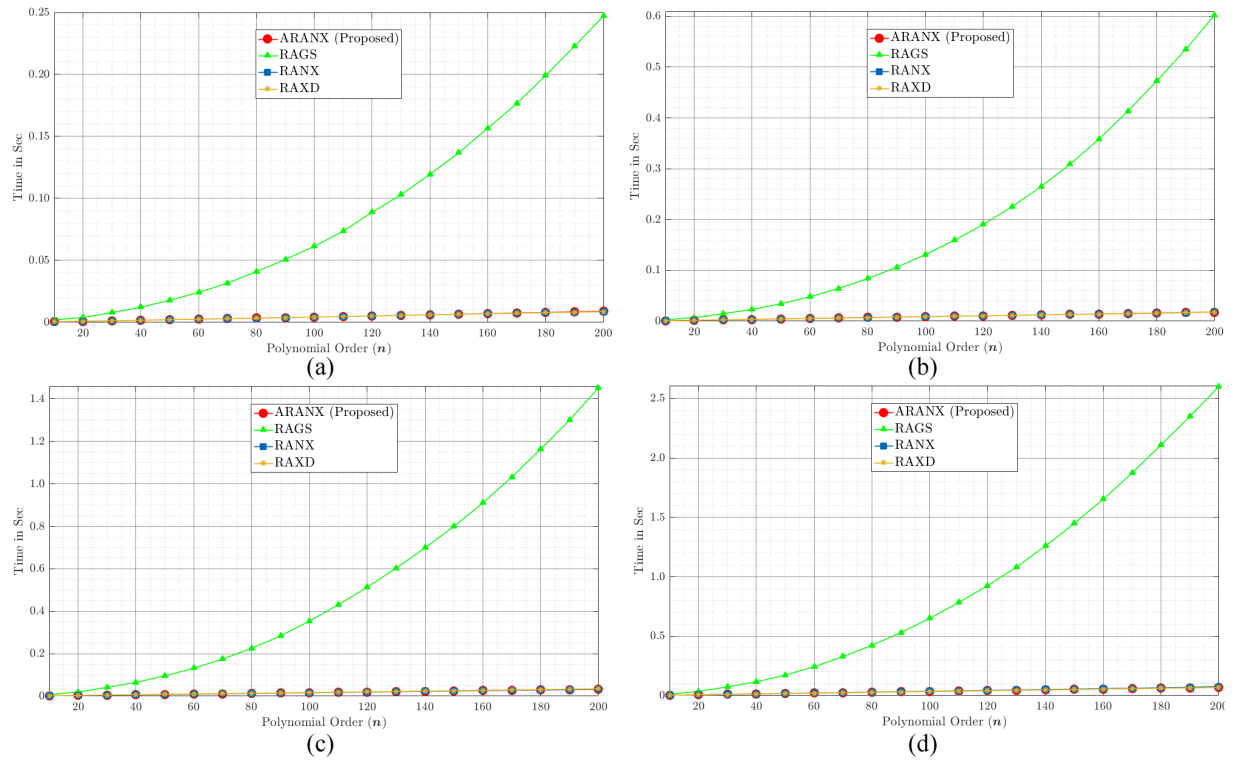 0.25
0.20
0.15
0.10
0.05
0
Time in Sec
ARANX (Proposed)
RAGS
RANX
RAXD
20 40 60 80 100 120 140 160 180 200
Polynomial Order (n)
(a)
0.6
0.5
0.4
0.3
0.2
0.1
0
Time in Sec
ARANX (Proposed)
RAGS
RANX
RAXD
20 40 60 80 100 120 140 160 180 200
Polynomial Order (n)
(b)
1.4
1.2
1.0
0.8
0.6
0.4
0.2
0
Time in Sec
ARANX (Proposed)
RAGS
RANX
RAXD
20 40 60 80 100 120 140 160 180 200
Polynomial Order (n)
(c)
2.5
2.0
1.5
1.0
0.5
0
Time in Sec
ARANX (Proposed)
RAGS
RANX
RAXD
20 40 60 80 100 120 140 160 180 200
Polynomial Order (n)
(d)